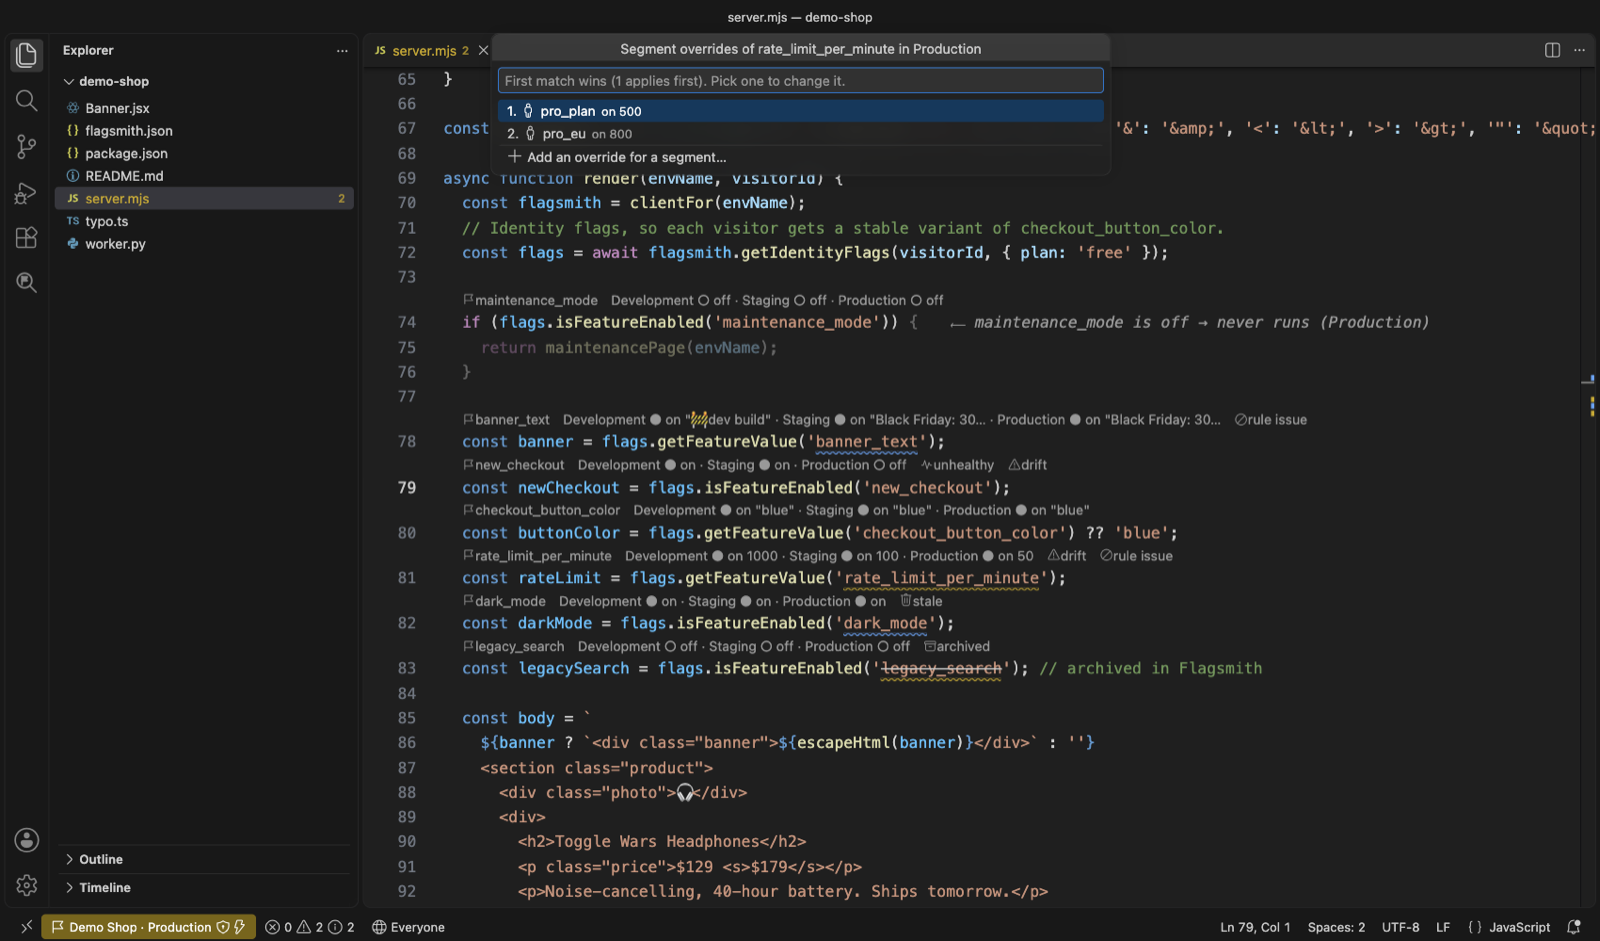 server.mjs — demo-shop
Explorer
demo-shop
Banner.jsx
flagsmith.json
package.json
README.md
JS server.mjs 2
TS typo.ts
worker.py
Outline
Timeline
JS server.mjs 2
Segment overrides of rate_limit_per_minute in Production
First match wins (1 applies first). Pick one to change it.
1. pro_plan on 500
2. pro_eu on 800
Add an override for a segment...
65 }
66
67 const '&': '&amp;', '<': '&lt;', '>': '&gt;', '"': '&quot;
68
69 async function render(envName, visitorId) {
70 const flagsmith = clientFor(envName);
71 // Identity flags, so each visitor gets a stable variant of checkout_button_color.
72 const flags = await flagsmith.getIdentityFlags(visitorId, { plan: 'free' });
73
maintenance_mode Development off · Staging off · Production off
74 if (flags.isFeatureEnabled('maintenance_mode')) { ← maintenance_mode is off → never runs (Production)
75 return maintenancePage(envName);
76 }
77
banner_text Development on "🚧dev build" · Staging on "Black Friday: 30... · Production on "Black Friday: 30... rule issue
78 const banner = flags.getFeatureValue('banner_text');
new_checkout Development on · Staging on · Production off unhealthy drift
79 const newCheckout = flags.isFeatureEnabled('new_checkout');
checkout_button_color Development on "blue" · Staging on "blue" · Production on "blue"
80 const buttonColor = flags.getFeatureValue('checkout_button_color') ?? 'blue';
rate_limit_per_minute Development on 1000 · Staging on 100 · Production on 50 drift rule issue
81 const rateLimit = flags.getFeatureValue('rate_limit_per_minute');
dark_mode Development on · Staging on · Production on stale
82 const darkMode = flags.isFeatureEnabled('dark_mode');
legacy_search Development off · Staging off · Production off archived
83 const legacySearch = flags.isFeatureEnabled('legacy_search'); // archived in Flagsmith
84
85 const body = `
86 ${banner ? `<div class="banner">${escapeHtml(banner)}</div>` : ''}
87 <section class="product">
88 <div class="photo">🎧</div>
89 <div>
90 <h2>Toggle Wars Headphones</h2>
91 <p class="price">$129 <s>$179</s></p>
92 <p>Noise-cancelling, 40-hour battery. Ships tomorrow.</p>
Demo Shop · Production 0 2 2 Everyone Ln 79, Col 1 Spaces: 2 UTF-8 LF { } JavaScript